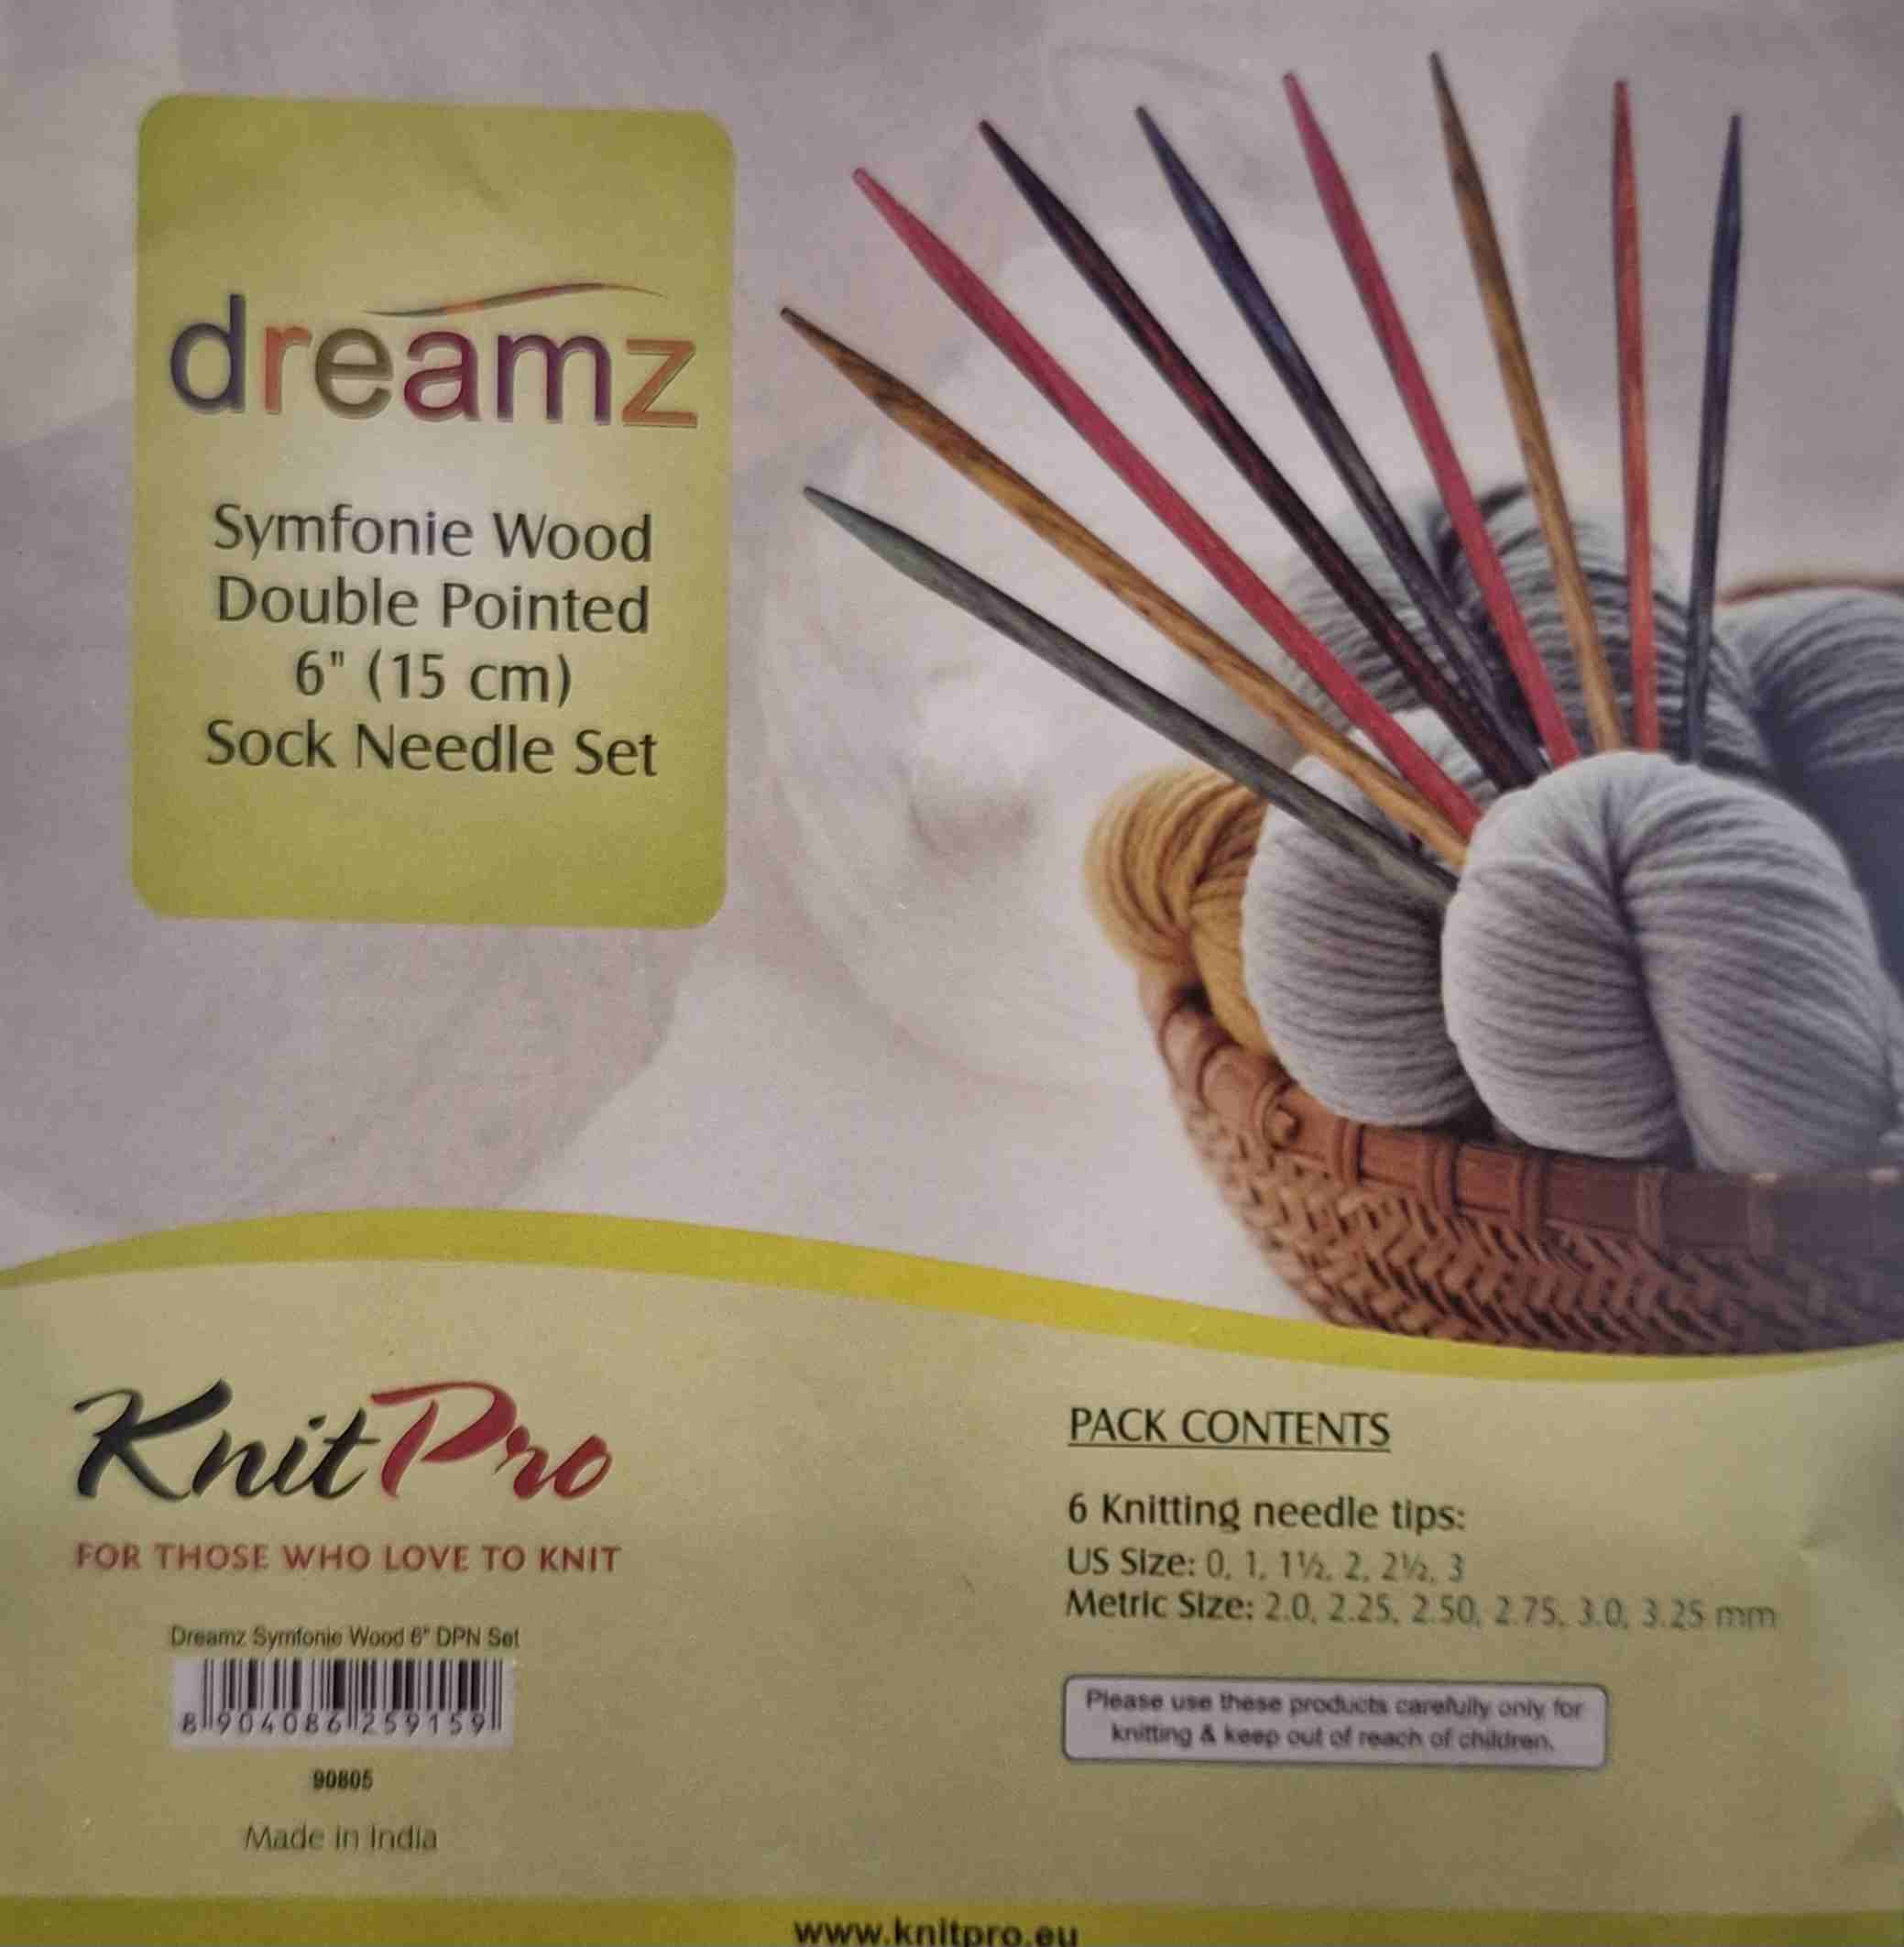 dreamz
Symfonie Wood
Double Pointed
6" (15 cm)
Sock Needle Set
KnitPro
FOR THOSE WHO LOVE TO KNIT
Dreamz Symfonie Wood 6" DPN Set
8 904086 259159
90805
Made in India
PACK CONTENTS
6 Knitting needle tips:
US Size: 0, 1, 1½, 2, 2½, 3
Metric Size: 2.0, 2.25, 2.50, 2.75, 3.0, 3.25 mm
Please use these products carefully only for
knitting & keep out of reach of children.
www.knitpro.eu